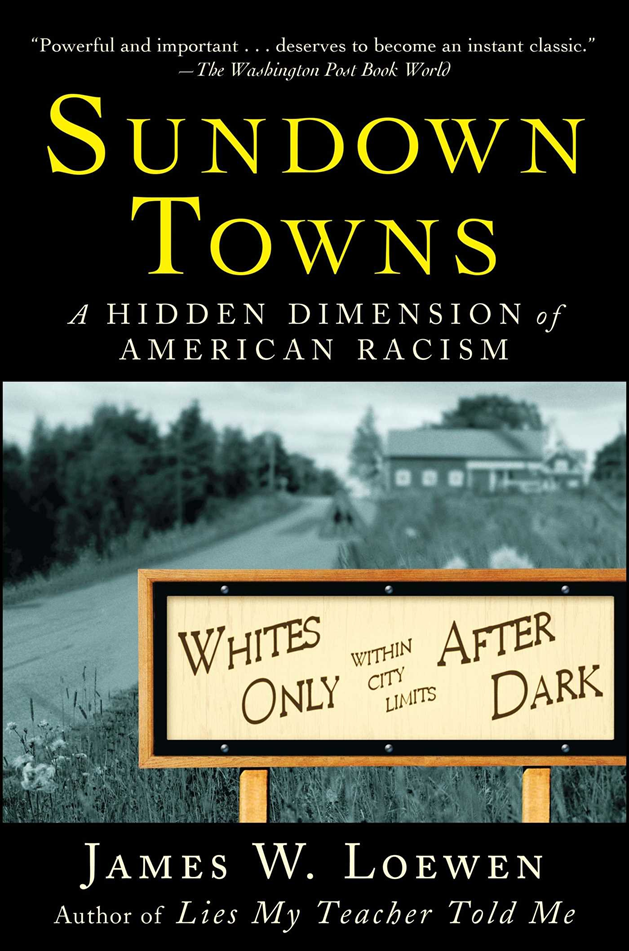 “Powerful and important . . . deserves to become an instant classic.”
—The Washington Post Book World
SUNDOWN
TOWNS
A HIDDEN DIMENSION of
AMERICAN RACISM
WHITES
ONLY
WITHIN
CITY
LIMITS
AFTER
DARK
JAMES W. LOEWEN
Author of Lies My Teacher Told Me